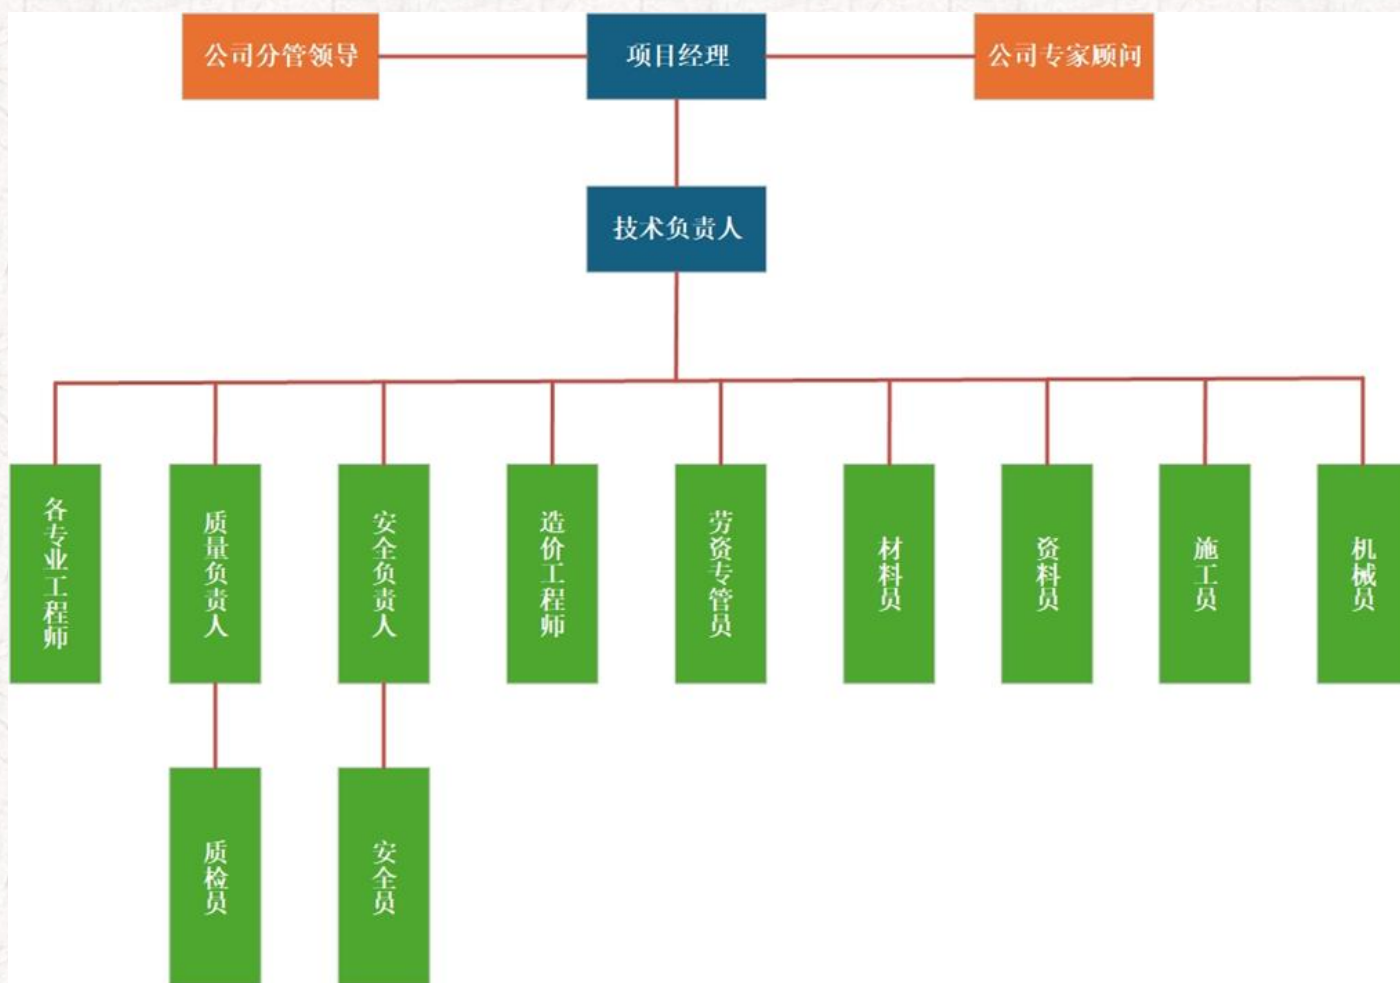 公司分管领导
项目经理
公司专家顾问
技术负责人
各专业工程师
质量负责人
安全负责人
造价工程师
劳资专管员
材料员
资料员
施工员
机械员
质检员
安全员